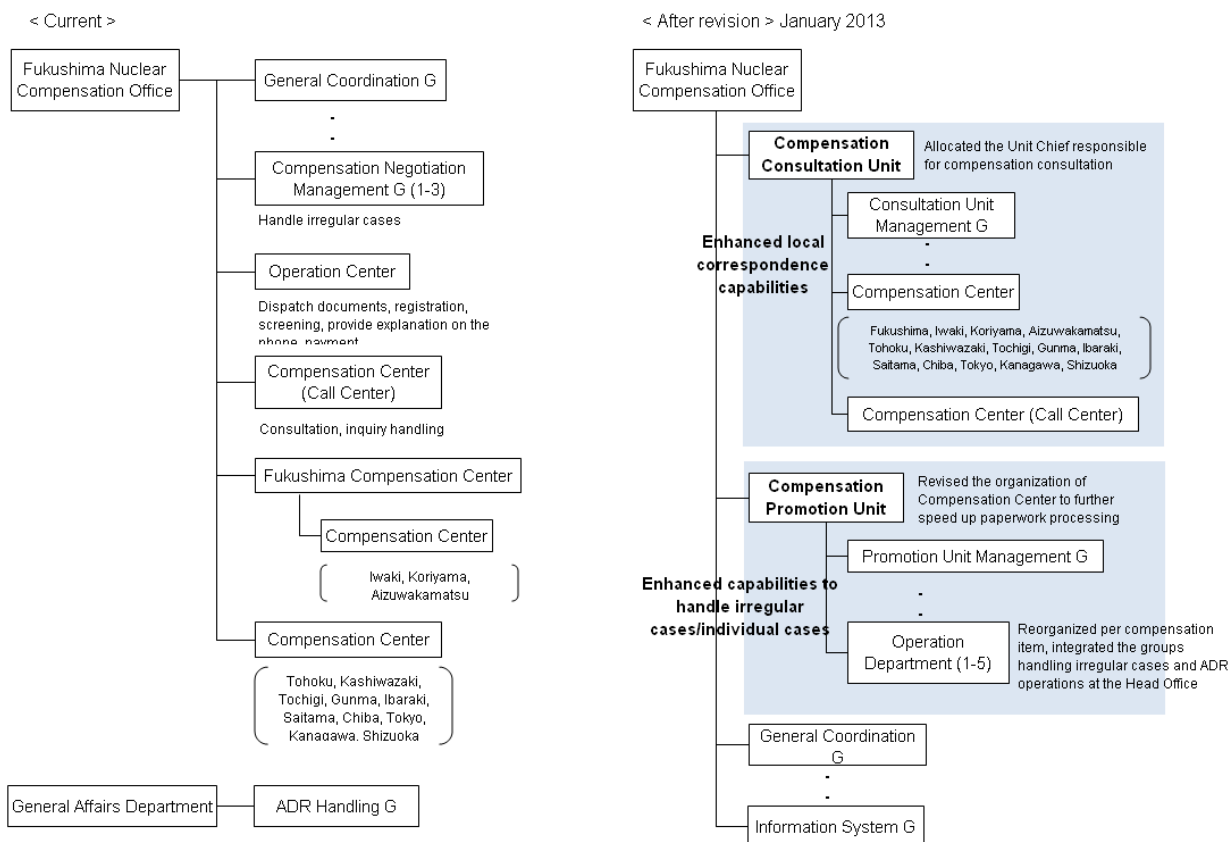 < Current >
Fukushima Nuclear
Compensation Office
General Coordination G
-
-
Compensation Negotiation
Management G (1-3)
Handle irregular cases
Operation Center
Dispatch documents, registration,
screening, provide explanation on the
phone, payment
Compensation Center
(Call Center)
Consultation, inquiry handling
Fukushima Compensation Center
Compensation Center
Iwaki, Koriyama,
Aizuwakamatsu
Compensation Center
Tohoku, Kashiwazaki,
Tochigi, Gunma, Ibaraki,
Saitama, Chiba, Tokyo,
Kanagawa, Shizuoka
General Affairs Department
ADR Handling G
< After revision > January 2013
Fukushima Nuclear
Compensation Office
Compensation
Consultation Unit
Allocated the Unit Chief responsible
for compensation consultation
Consultation Unit
Management G
-
-
Enhanced local
correspondence
capabilities
Compensation Center
Fukushima, Iwaki, Koriyama, Aizuwakamatsu,
Tohoku, Kashiwazaki, Tochigi, Gunma, Ibaraki,
Saitama, Chiba, Tokyo, Kanagawa, Shizuoka
Compensation Center (Call Center)
Compensation
Promotion Unit
Revised the organization of
Compensation Center to further
speed up paperwork processing
Promotion Unit Management G
-
-
Enhanced capabilities to
handle irregular
cases/individual cases
Operation
Department (1-5)
Reorganized per compensation
item, integrated the groups
handling irregular cases and ADR
operations at the Head Office
General Coordination
G
-
-
Information System G